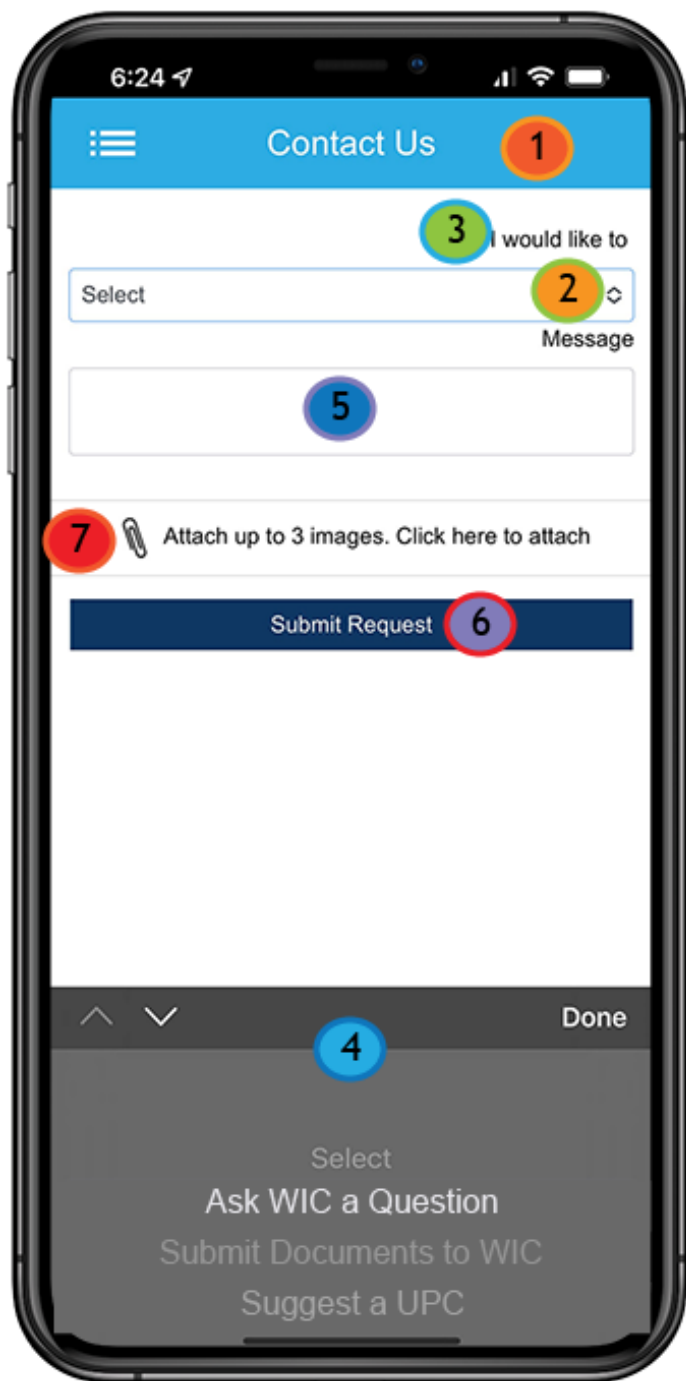 6:24
Contact Us 1
3 I would like to
Select 2
Message
5
7 Attach up to 3 images. Click here to attach
Submit Request 6
Done
4
Select
Ask WIC a Question
Submit Documents to WIC
Suggest a UPC